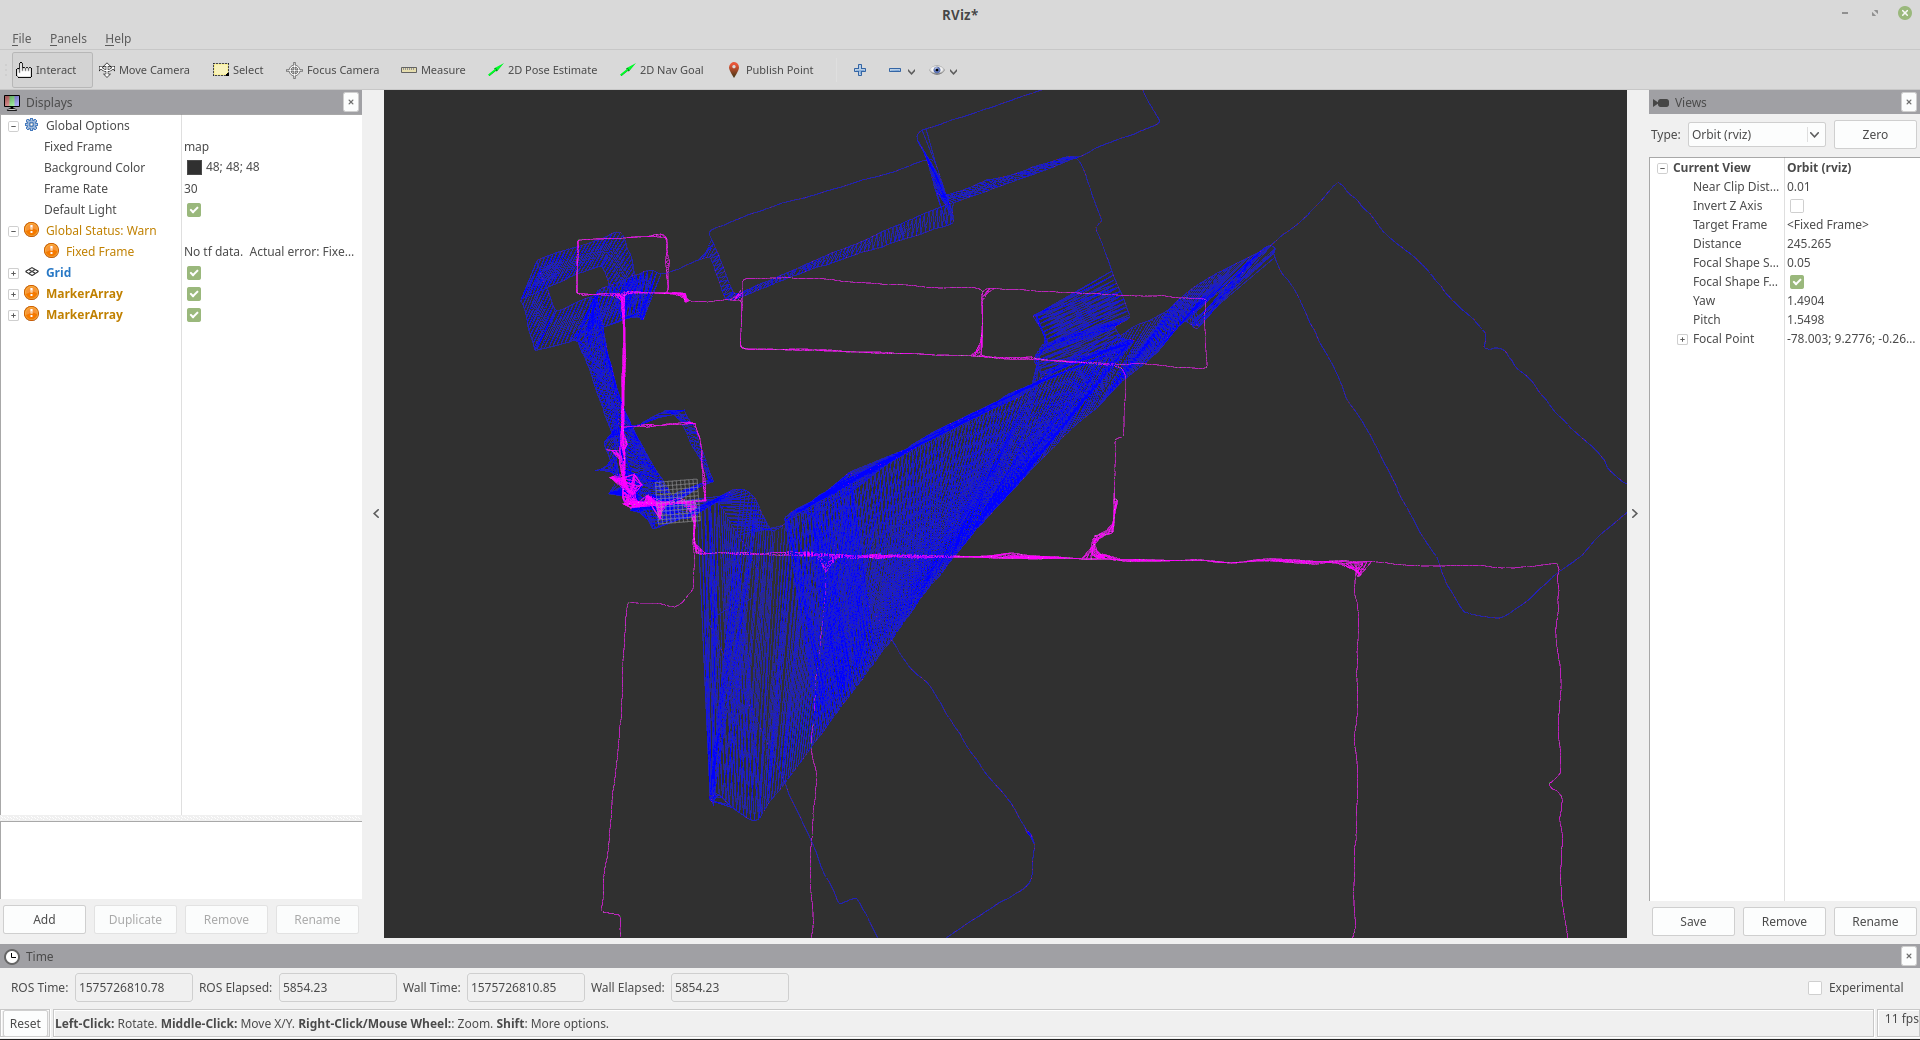 RViz*
File Panels Help
Interact Move Camera Select Focus Camera Measure 2D Pose Estimate 2D Nav Goal Publish Point
Displays
Global Options
Fixed Frame map
Background Color 48; 48; 48
Frame Rate 30
Default Light
Global Status: Warn
Fixed Frame No tf data.  Actual error: Fixe...
Grid
MarkerArray
MarkerArray
Add Duplicate Remove Rename
Views
Type: Orbit (rviz) Zero
Current View Orbit (rviz)
Near Clip Dist... 0.01
Invert Z Axis
Target Frame <Fixed Frame>
Distance 245.265
Focal Shape S... 0.05
Focal Shape F...
Yaw 1.4904
Pitch 1.5498
Focal Point -78.003; 9.2776; -0.26...
Save Remove Rename
Time
ROS Time: 1575726810.78 ROS Elapsed: 5854.23 Wall Time: 1575726810.85 Wall Elapsed: 5854.23 Experimental
Reset Left-Click: Rotate. Middle-Click: Move X/Y. Right-Click/Mouse Wheel:: Zoom. Shift: More options. 11 fps